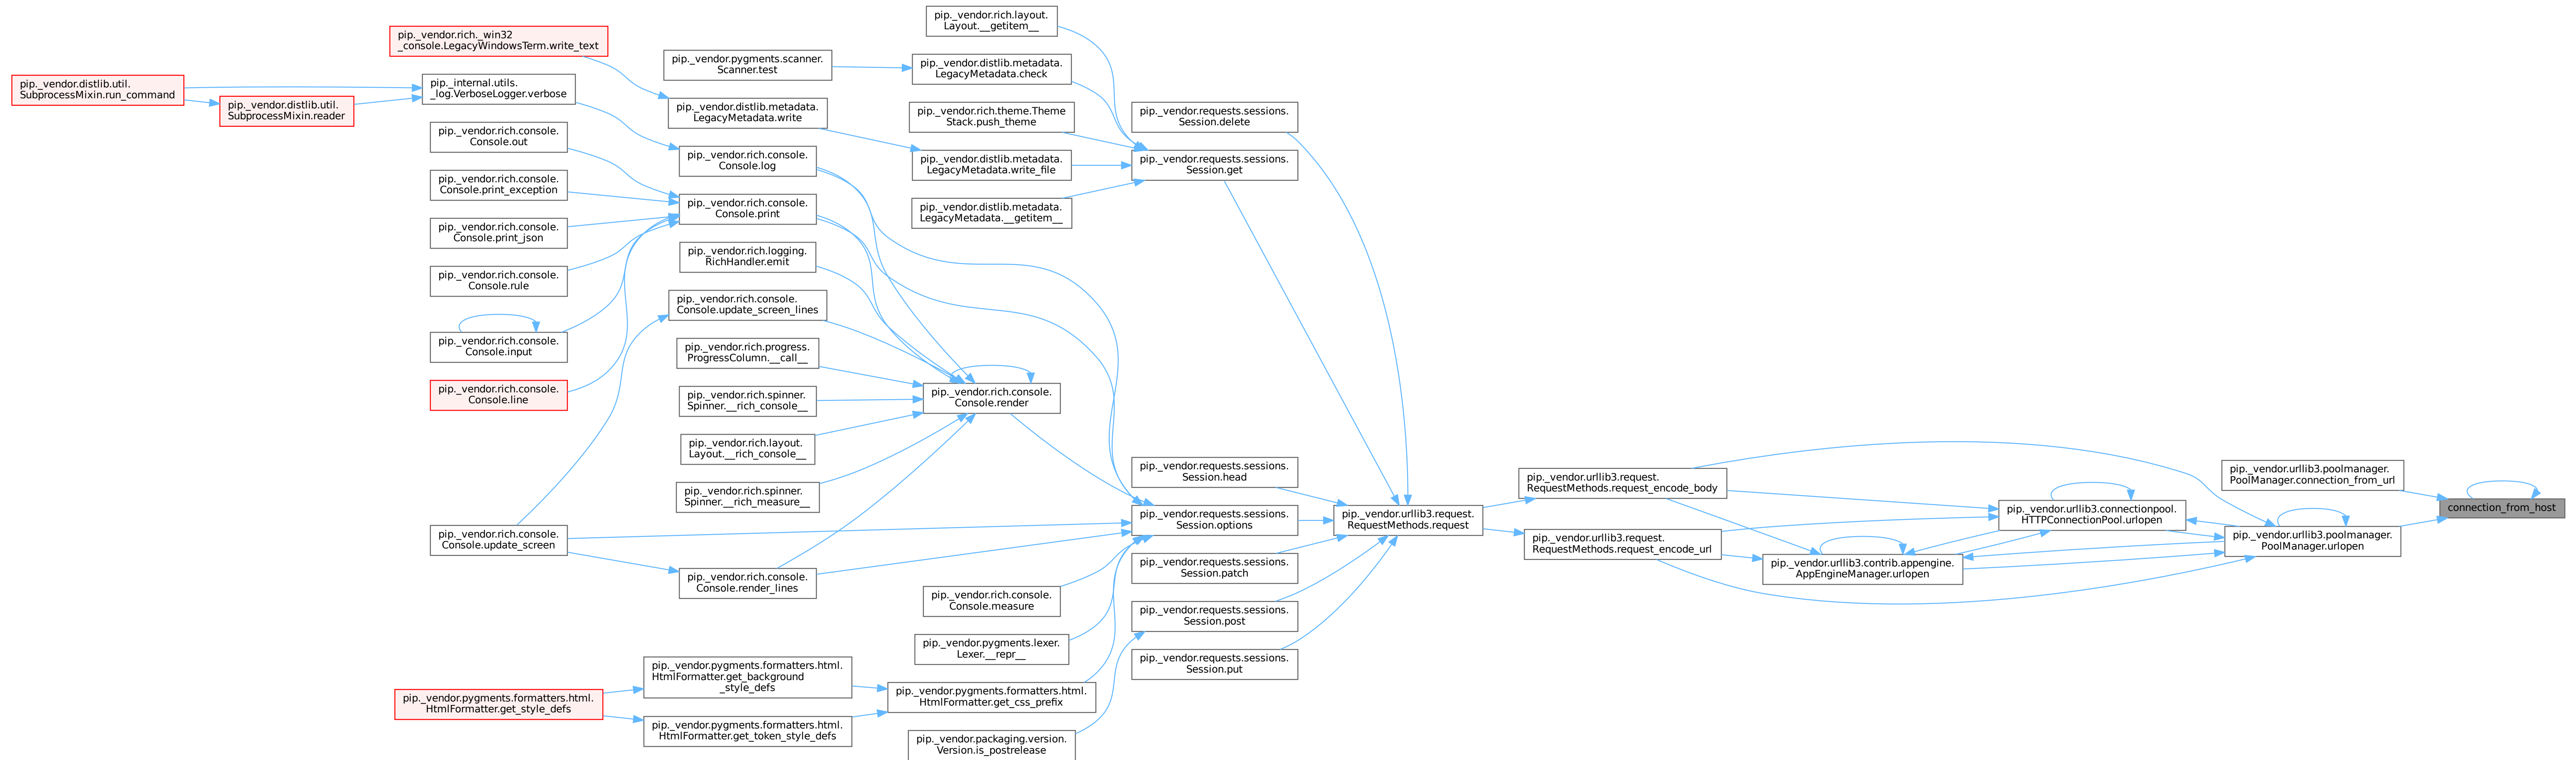 pip._vendor.distlib.util.
SubprocessMixin.run_command
pip._vendor.distlib.util.
SubprocessMixin.reader
pip._vendor.rich._win32
_console.LegacyWindowsTerm.write_text
pip._internal.utils.
_log.VerboseLogger.verbose
pip._vendor.rich.console.
Console.out
pip._vendor.rich.console.
Console.print_exception
pip._vendor.rich.console.
Console.print_json
pip._vendor.rich.console.
Console.rule
pip._vendor.rich.console.
Console.input
pip._vendor.rich.console.
Console.line
pip._vendor.rich.console.
Console.update_screen
pip._vendor.pygments.formatters.html.
HtmlFormatter.get_style_defs
pip._vendor.pygments.scanner.
Scanner.test
pip._vendor.distlib.metadata.
LegacyMetadata.write
pip._vendor.rich.console.
Console.log
pip._vendor.rich.console.
Console.print
pip._vendor.rich.logging.
RichHandler.emit
pip._vendor.rich.console.
Console.update_screen_lines
pip._vendor.rich.progress.
ProgressColumn.__call__
pip._vendor.rich.spinner.
Spinner.__rich_console__
pip._vendor.rich.layout.
Layout.__rich_console__
pip._vendor.rich.spinner.
Spinner.__rich_measure__
pip._vendor.rich.console.
Console.render_lines
pip._vendor.pygments.formatters.html.
HtmlFormatter.get_background
_style_defs
pip._vendor.pygments.formatters.html.
HtmlFormatter.get_token_style_defs
pip._vendor.rich.layout.
Layout.__getitem__
pip._vendor.distlib.metadata.
LegacyMetadata.check
pip._vendor.rich.theme.Theme
Stack.push_theme
pip._vendor.distlib.metadata.
LegacyMetadata.write_file
pip._vendor.distlib.metadata.
LegacyMetadata.__getitem__
pip._vendor.rich.console.
Console.render
pip._vendor.rich.console.
Console.measure
pip._vendor.pygments.lexer.
Lexer.__repr__
pip._vendor.pygments.formatters.html.
HtmlFormatter.get_css_prefix
pip._vendor.packaging.version.
Version.is_postrelease
pip._vendor.requests.sessions.
Session.delete
pip._vendor.requests.sessions.
Session.get
pip._vendor.requests.sessions.
Session.head
pip._vendor.requests.sessions.
Session.options
pip._vendor.requests.sessions.
Session.patch
pip._vendor.requests.sessions.
Session.post
pip._vendor.requests.sessions.
Session.put
pip._vendor.urllib3.request.
RequestMethods.request
pip._vendor.urllib3.request.
RequestMethods.request_encode_body
pip._vendor.urllib3.request.
RequestMethods.request_encode_url
pip._vendor.urllib3.contrib.appengine.
AppEngineManager.urlopen
pip._vendor.urllib3.connectionpool.
HTTPConnectionPool.urlopen
pip._vendor.urllib3.poolmanager.
PoolManager.connection_from_url
pip._vendor.urllib3.poolmanager.
PoolManager.urlopen
connection_from_host